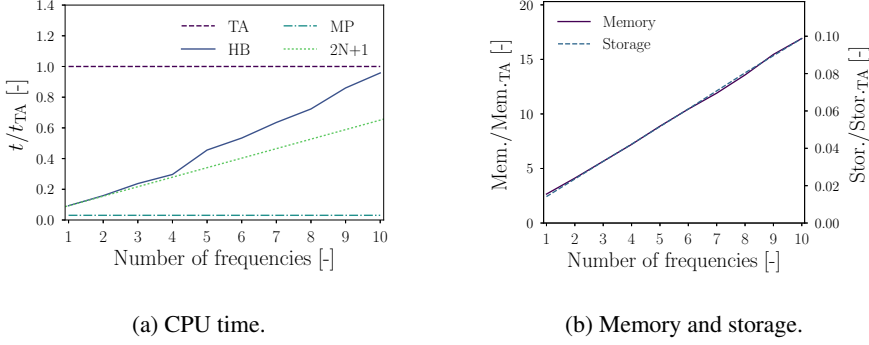 1.4
1.2
1.0
0.8
0.6
0.4
0.2
0.0
t/t_TA [-]
TA
HB
MP
2N+1
1 2 3 4 5 6 7 8 9 10
Number of frequencies [-]
(a) CPU time.
20
15
10
5
0
Mem./Mem._TA [-]
Memory
Storage
0.10
0.08
0.06
0.04
0.02
0.00
Stor./Stor._TA [-]
1 2 3 4 5 6 7 8 9 10
Number of frequencies [-]
(b) Memory and storage.